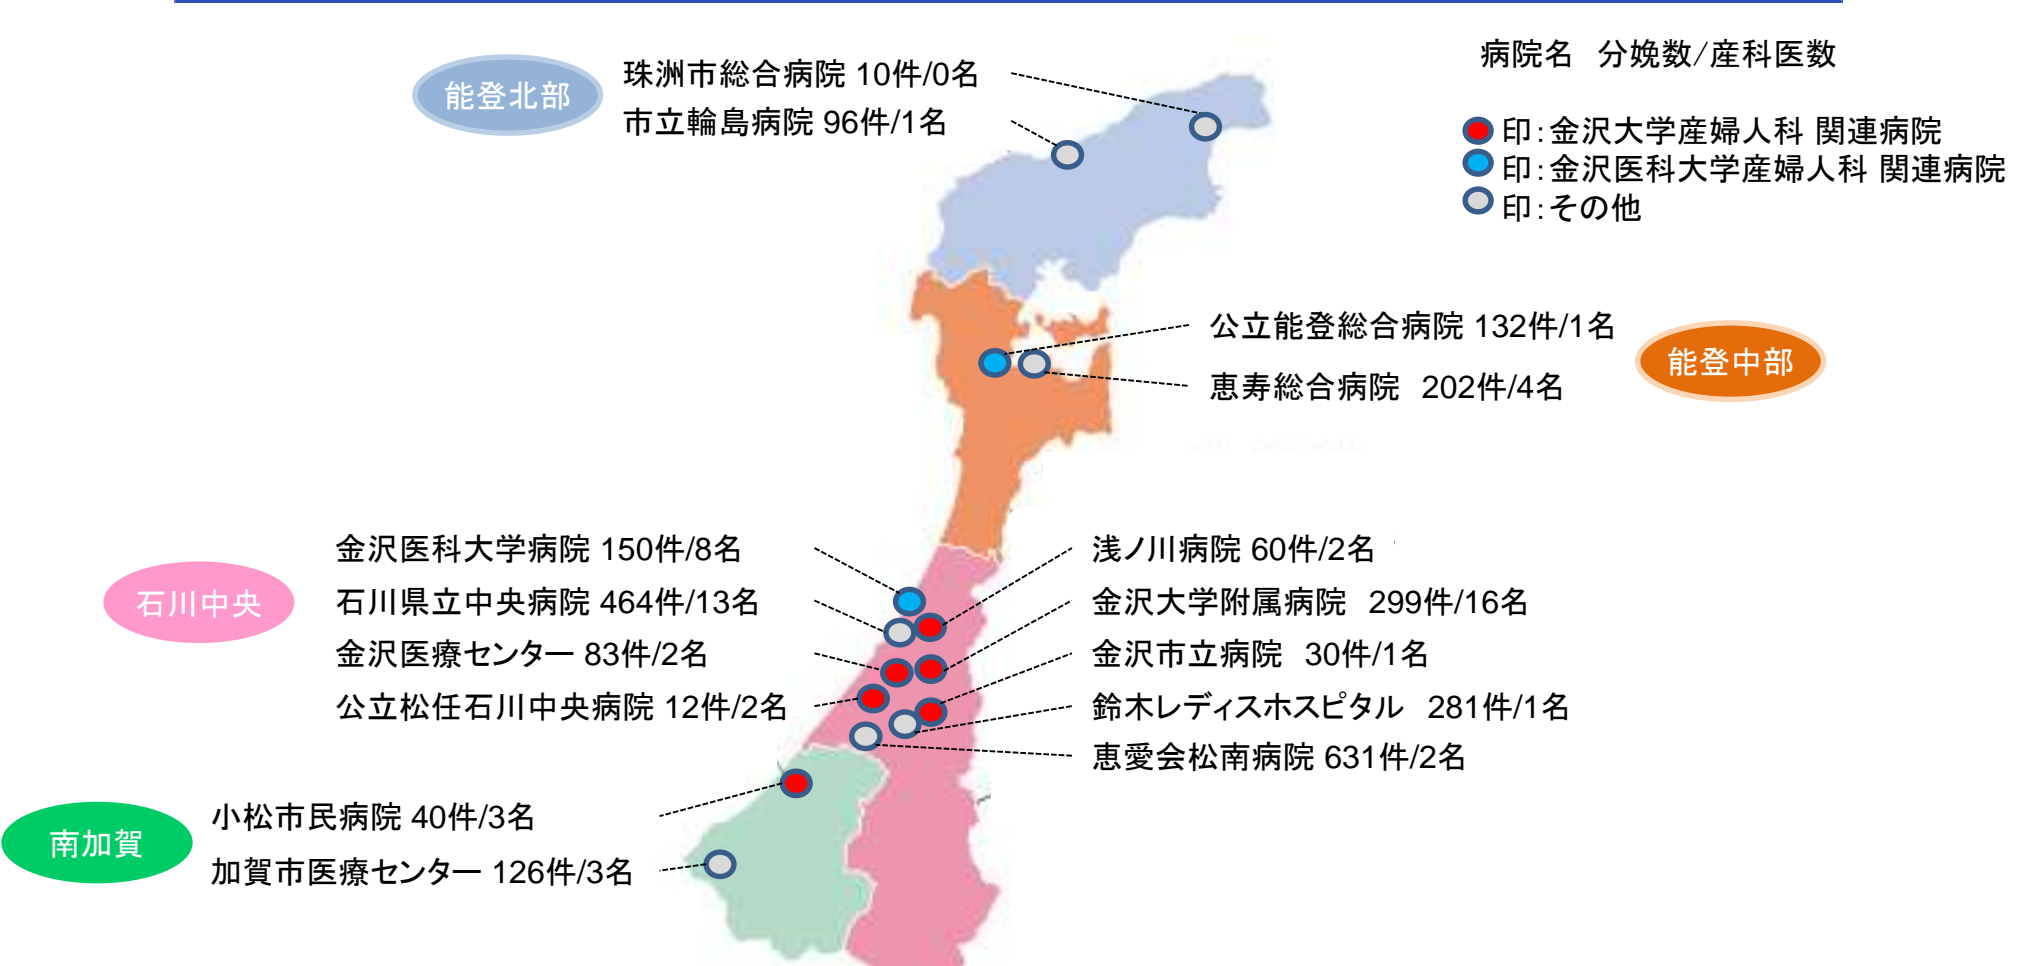 病院名 分娩数/産科医数
印：金沢大学産婦人科 関連病院
印：金沢医科大学産婦人科 関連病院
印：その他
能登北部
珠洲市総合病院 10件/0名
市立輪島病院 96件/1名
公立能登総合病院 132件/1名
恵寿総合病院 202件/4名
能登中部
石川中央
金沢医科大学病院 150件/8名
石川県立中央病院 464件/13名
金沢医療センター 83件/2名
公立松任石川中央病院 12件/2名
浅ノ川病院 60件/2名
金沢大学附属病院 299件/16名
金沢市立病院 30件/1名
鈴木レディスホスピタル 281件/1名
恵愛会松南病院 631件/2名
南加賀
小松市民病院 40件/3名
加賀市医療センター 126件/3名